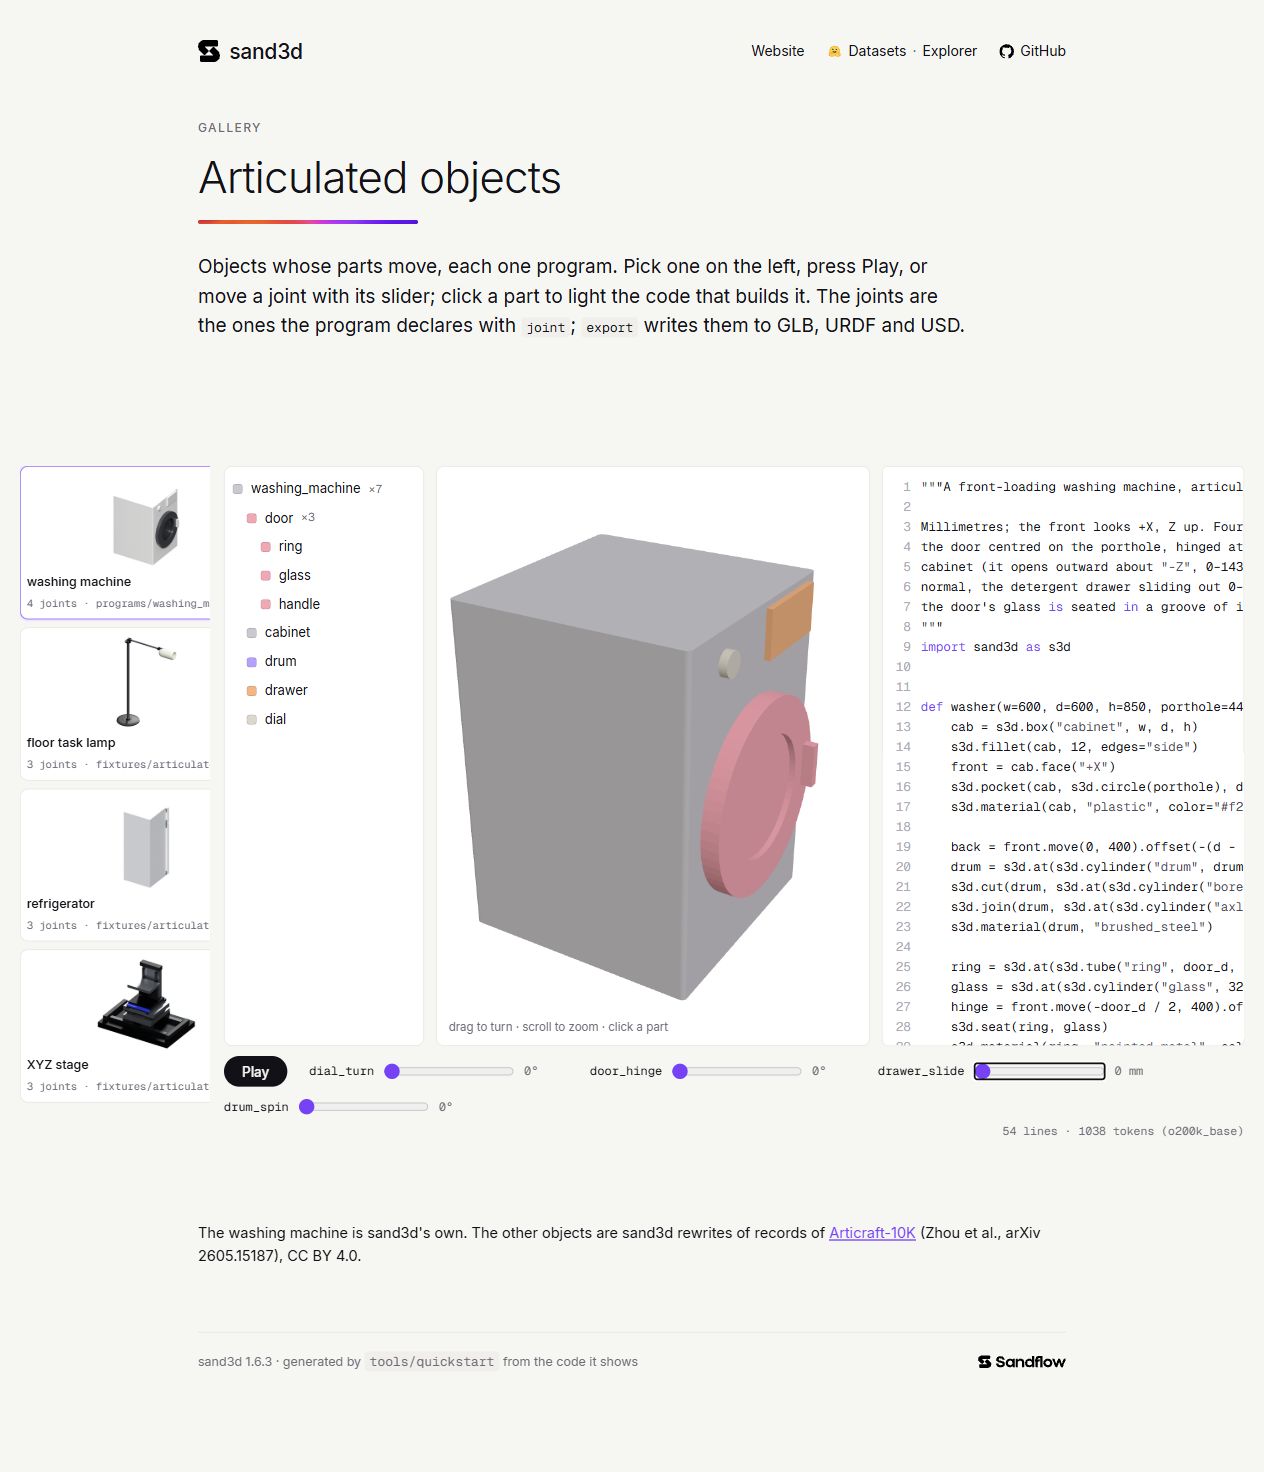 sand3d
Website
Datasets · Explorer
GitHub
GALLERY
Articulated objects
Objects whose parts move, each one program. Pick one on the left, press Play, or
move a joint with its slider; click a part to light the code that builds it. The joints are
the ones the program declares with joint; export writes them to GLB, URDF and USD.
washing machine
4 joints · programs/washing_m
floor task lamp
3 joints · fixtures/articulat
refrigerator
3 joints · fixtures/articulat
XYZ stage
3 joints · fixtures/articulat
washing_machine ×7
door ×3
ring
glass
handle
cabinet
drum
drawer
dial
drag to turn · scroll to zoom · click a part
1 """A front-loading washing machine, articul
2
3 Millimetres; the front looks +X, Z up. Four
4 the door centred on the porthole, hinged at
5 cabinet (it opens outward about "-Z", 0–143
6 normal, the detergent drawer sliding out 0–
7 the door's glass is seated in a groove of i
8 """
9 import sand3d as s3d
10
11
12 def washer(w=600, d=600, h=850, porthole=44
13 cab = s3d.box("cabinet", w, d, h)
14 s3d.fillet(cab, 12, edges="side")
15 front = cab.face("+X")
16 s3d.pocket(cab, s3d.circle(porthole), d
17 s3d.material(cab, "plastic", color="#f2
18
19 back = front.move(0, 400).offset(-(d -
20 drum = s3d.at(s3d.cylinder("drum", drum
21 s3d.cut(drum, s3d.at(s3d.cylinder("bore
22 s3d.join(drum, s3d.at(s3d.cylinder("axl
23 s3d.material(drum, "brushed_steel")
24
25 ring = s3d.at(s3d.tube("ring", door_d,
26 glass = s3d.at(s3d.cylinder("glass", 32
27 hinge = front.move(-door_d / 2, 400).of
28 s3d.seat(ring, glass)
Play
dial_turn 0°
door_hinge 0°
drawer_slide 0 mm
drum_spin 0°
54 lines · 1038 tokens (o200k_base)
The washing machine is sand3d's own. The other objects are sand3d rewrites of records of Articraft-10K (Zhou et al., arXiv
2605.15187), CC BY 4.0.
sand3d 1.6.3 · generated by tools/quickstart from the code it shows
Sandflow